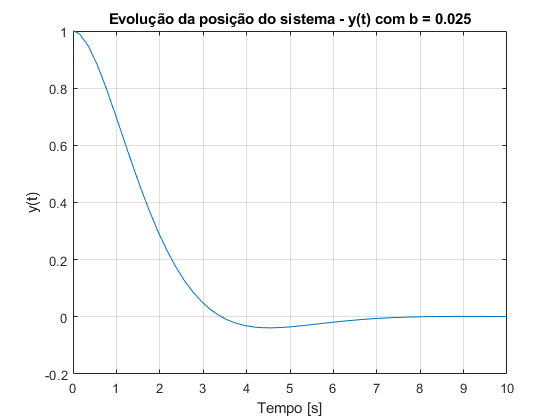 Evolução da posição do sistema - y(t) com b = 0.025
y(t)
1
0.8
0.6
0.4
0.2
0
-0.2
0 1 2 3 4 5 6 7 8 9 10
Tempo [s]